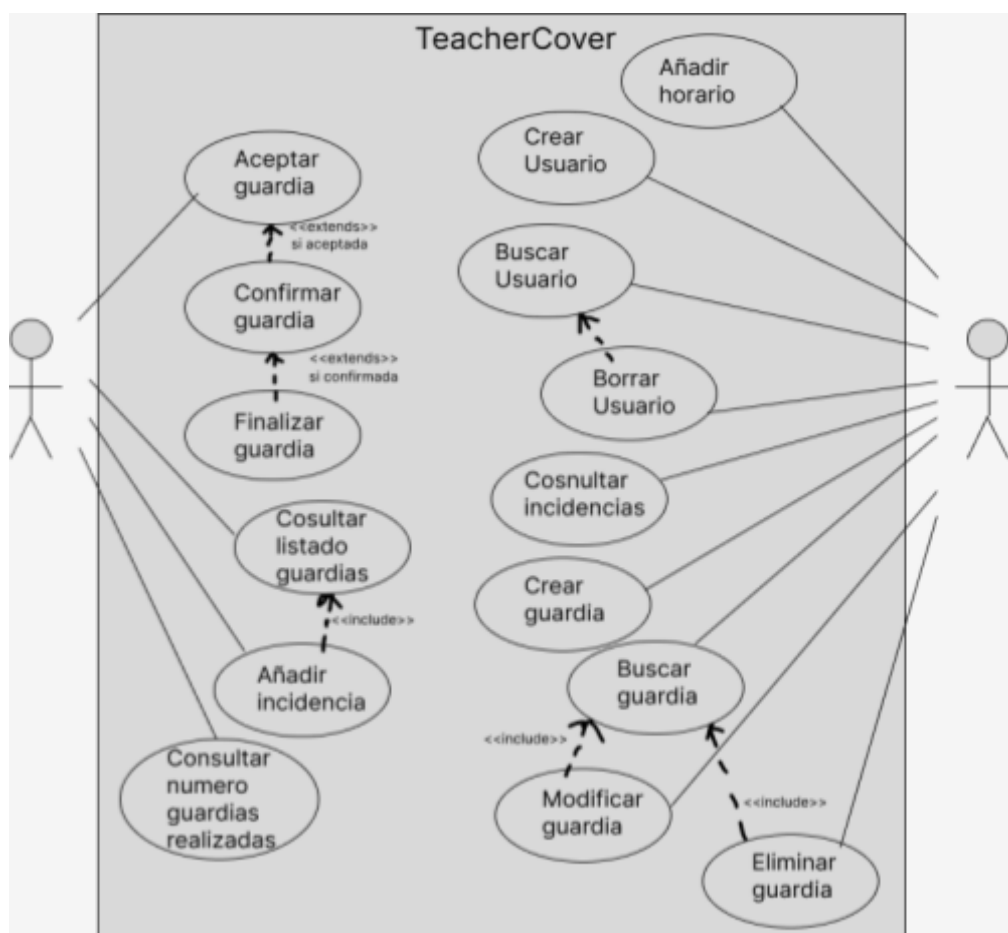 TeacherCover
Aceptar
guardia
<<extends>>
si aceptada
Confirmar
guardia
<<extends>>
si confirmada
Finalizar
guardia
Cosultar
listado
guardias
<<include>>
Añadir
incidencia
Consultar
numero
guardias
realizadas
Añadir
horario
Crear
Usuario
Buscar
Usuario
Borrar
Usuario
Cosnultar
incidencias
Crear
guardia
Buscar
guardia
<<include>>
Modificar
guardia
<<include>>
Eliminar
guardia